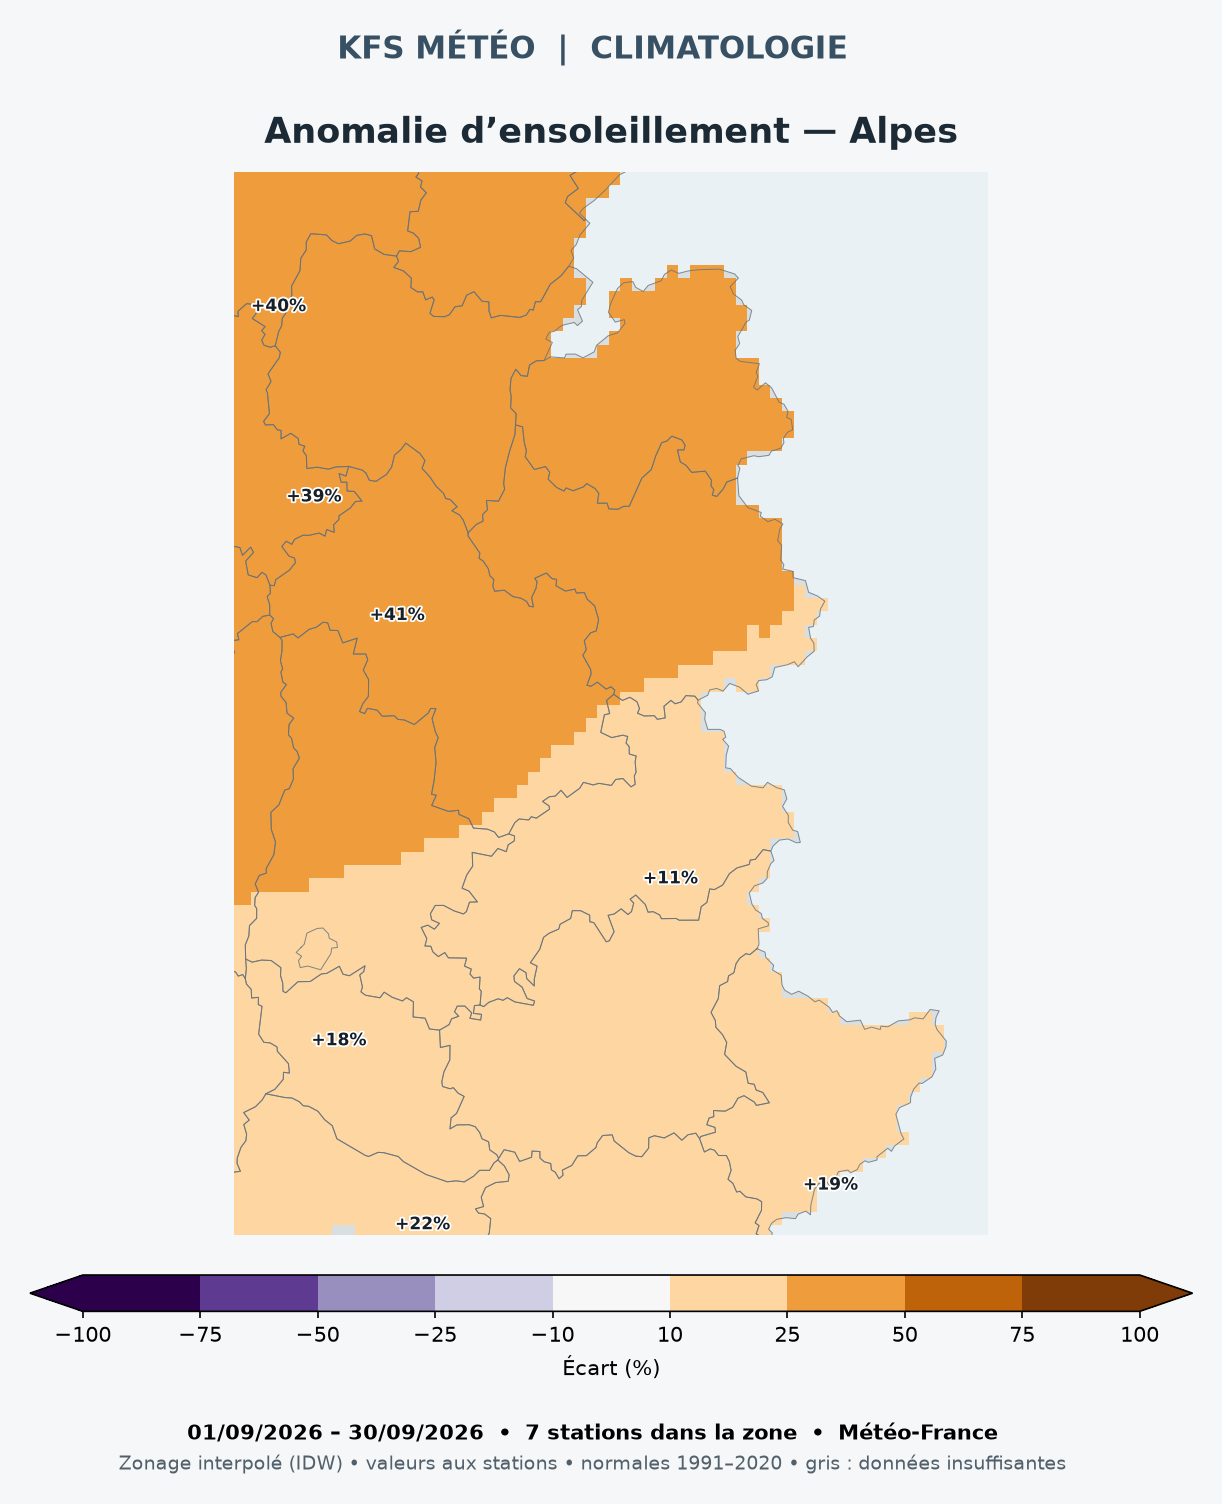 KFS MÉTÉO | CLIMATOLOGIE
Anomalie d’ensoleillement — Alpes
+40%
+39%
+41%
+11%
+18%
+19%
+22%
−100 −75 −50 −25 −10 10 25 50 75 100
Écart (%)
01/09/2026 – 30/09/2026 • 7 stations dans la zone • Météo-France
Zonage interpolé (IDW) • valeurs aux stations • normales 1991–2020 • gris : données insuffisantes